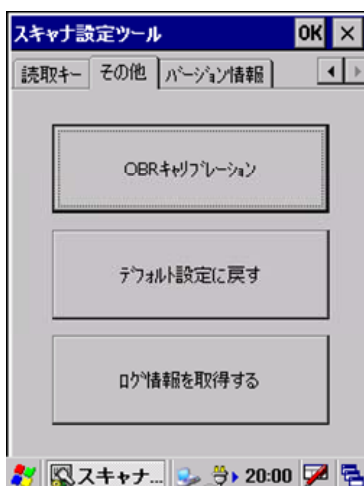 スキャナ設定ツール OK ×
読取キー その他 バージョン情報
OBRキャリブレーション
デフォルト設定に戻す
ログ情報を取得する
スキャナ... 20:00